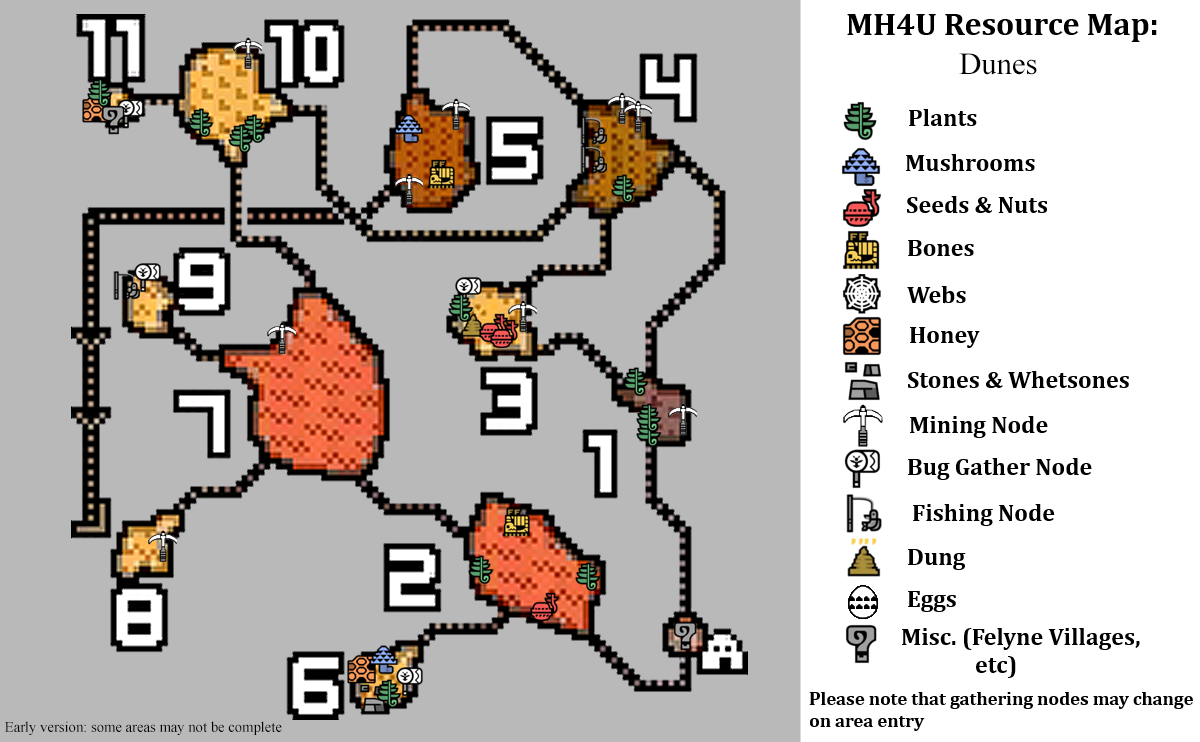 MH4U Resource Map:
Dunes
11
10
4
5
9
3
7
1
2
8
6
Plants
Mushrooms
Seeds & Nuts
Bones
Webs
Honey
Stones & Whetsones
Mining Node
Bug Gather Node
Fishing Node
Dung
Eggs
Misc. (Felyne Villages,
etc)
Please note that gathering nodes may change
on area entry
Early version: some areas may not be complete